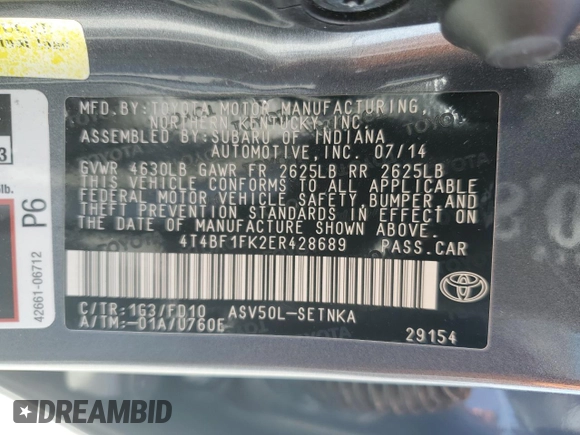 MFD.BY:TOYOTA MOTOR MANUFACTURING,
NORTHERN KENTUCKY,INC.
ASSEMBLED BY:SUBARU OF INDIANA
AUTOMOTIVE,INC. 07/14
GVWR 4630LB GAWR FR 2625LB RR 2625LB
THIS VEHICLE CONFORMS TO ALL APPLICABLE
FEDERAL MOTOR VEHICLE SAFETY,BUMPER,AND
THEFT PREVENTION STANDARDS IN EFFECT ON
THE DATE OF MANUFACTURE SHOWN ABOVE.
4T4BF1FK2ER428689 PASS.CAR
C/TR:1G3/FD10 ASV50L-SETNKA
A/TM:-01A/U760E
29154
TOYOTA
P6
42661-06712
lb.
3
DREAMBID